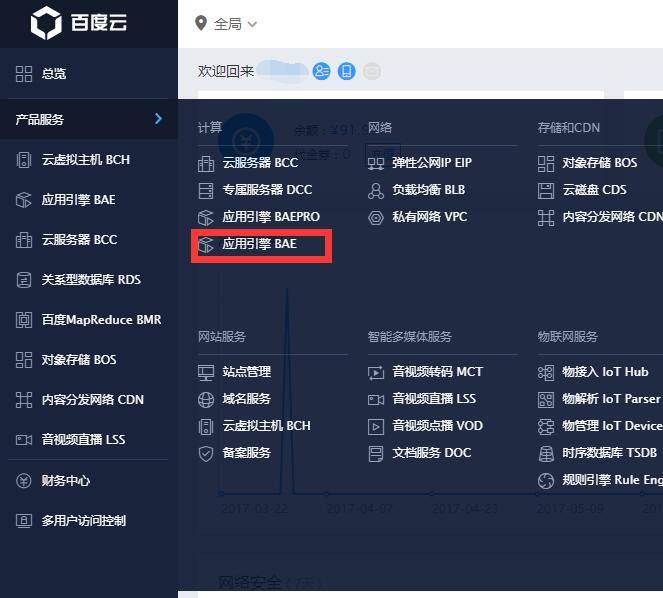 百度云
全局
总览
欢迎回来
产品服务
云虚拟主机 BCH
应用引擎 BAE
云服务器 BCC
关系型数据库 RDS
百度MapReduce BMR
对象存储 BOS
内容分发网络 CDN
音视频直播 LSS
财务中心
多用户访问控制
计算
云服务器 BCC
专属服务器 DCC
应用引擎 BAEPRO
应用引擎 BAE
网络
弹性公网IP EIP
负载均衡 BLB
私有网络 VPC
存储和CDN
对象存储 BOS
云磁盘 CDS
内容分发网络 CDN
网站服务
站点管理
域名服务
云虚拟主机 BCH
备案服务
智能多媒体服务
音视频转码 MCT
音视频直播 LSS
音视频点播 VOD
文档服务 DOC
物联网服务
物接入 IoT Hub
物解析 IoT Parser
物管理 IoT Device
时序数据库 TSDB
规则引擎 Rule Eng
2017-03-22
2017-04-07
2017-04-23
2017-05-09
网络安全 (7天)